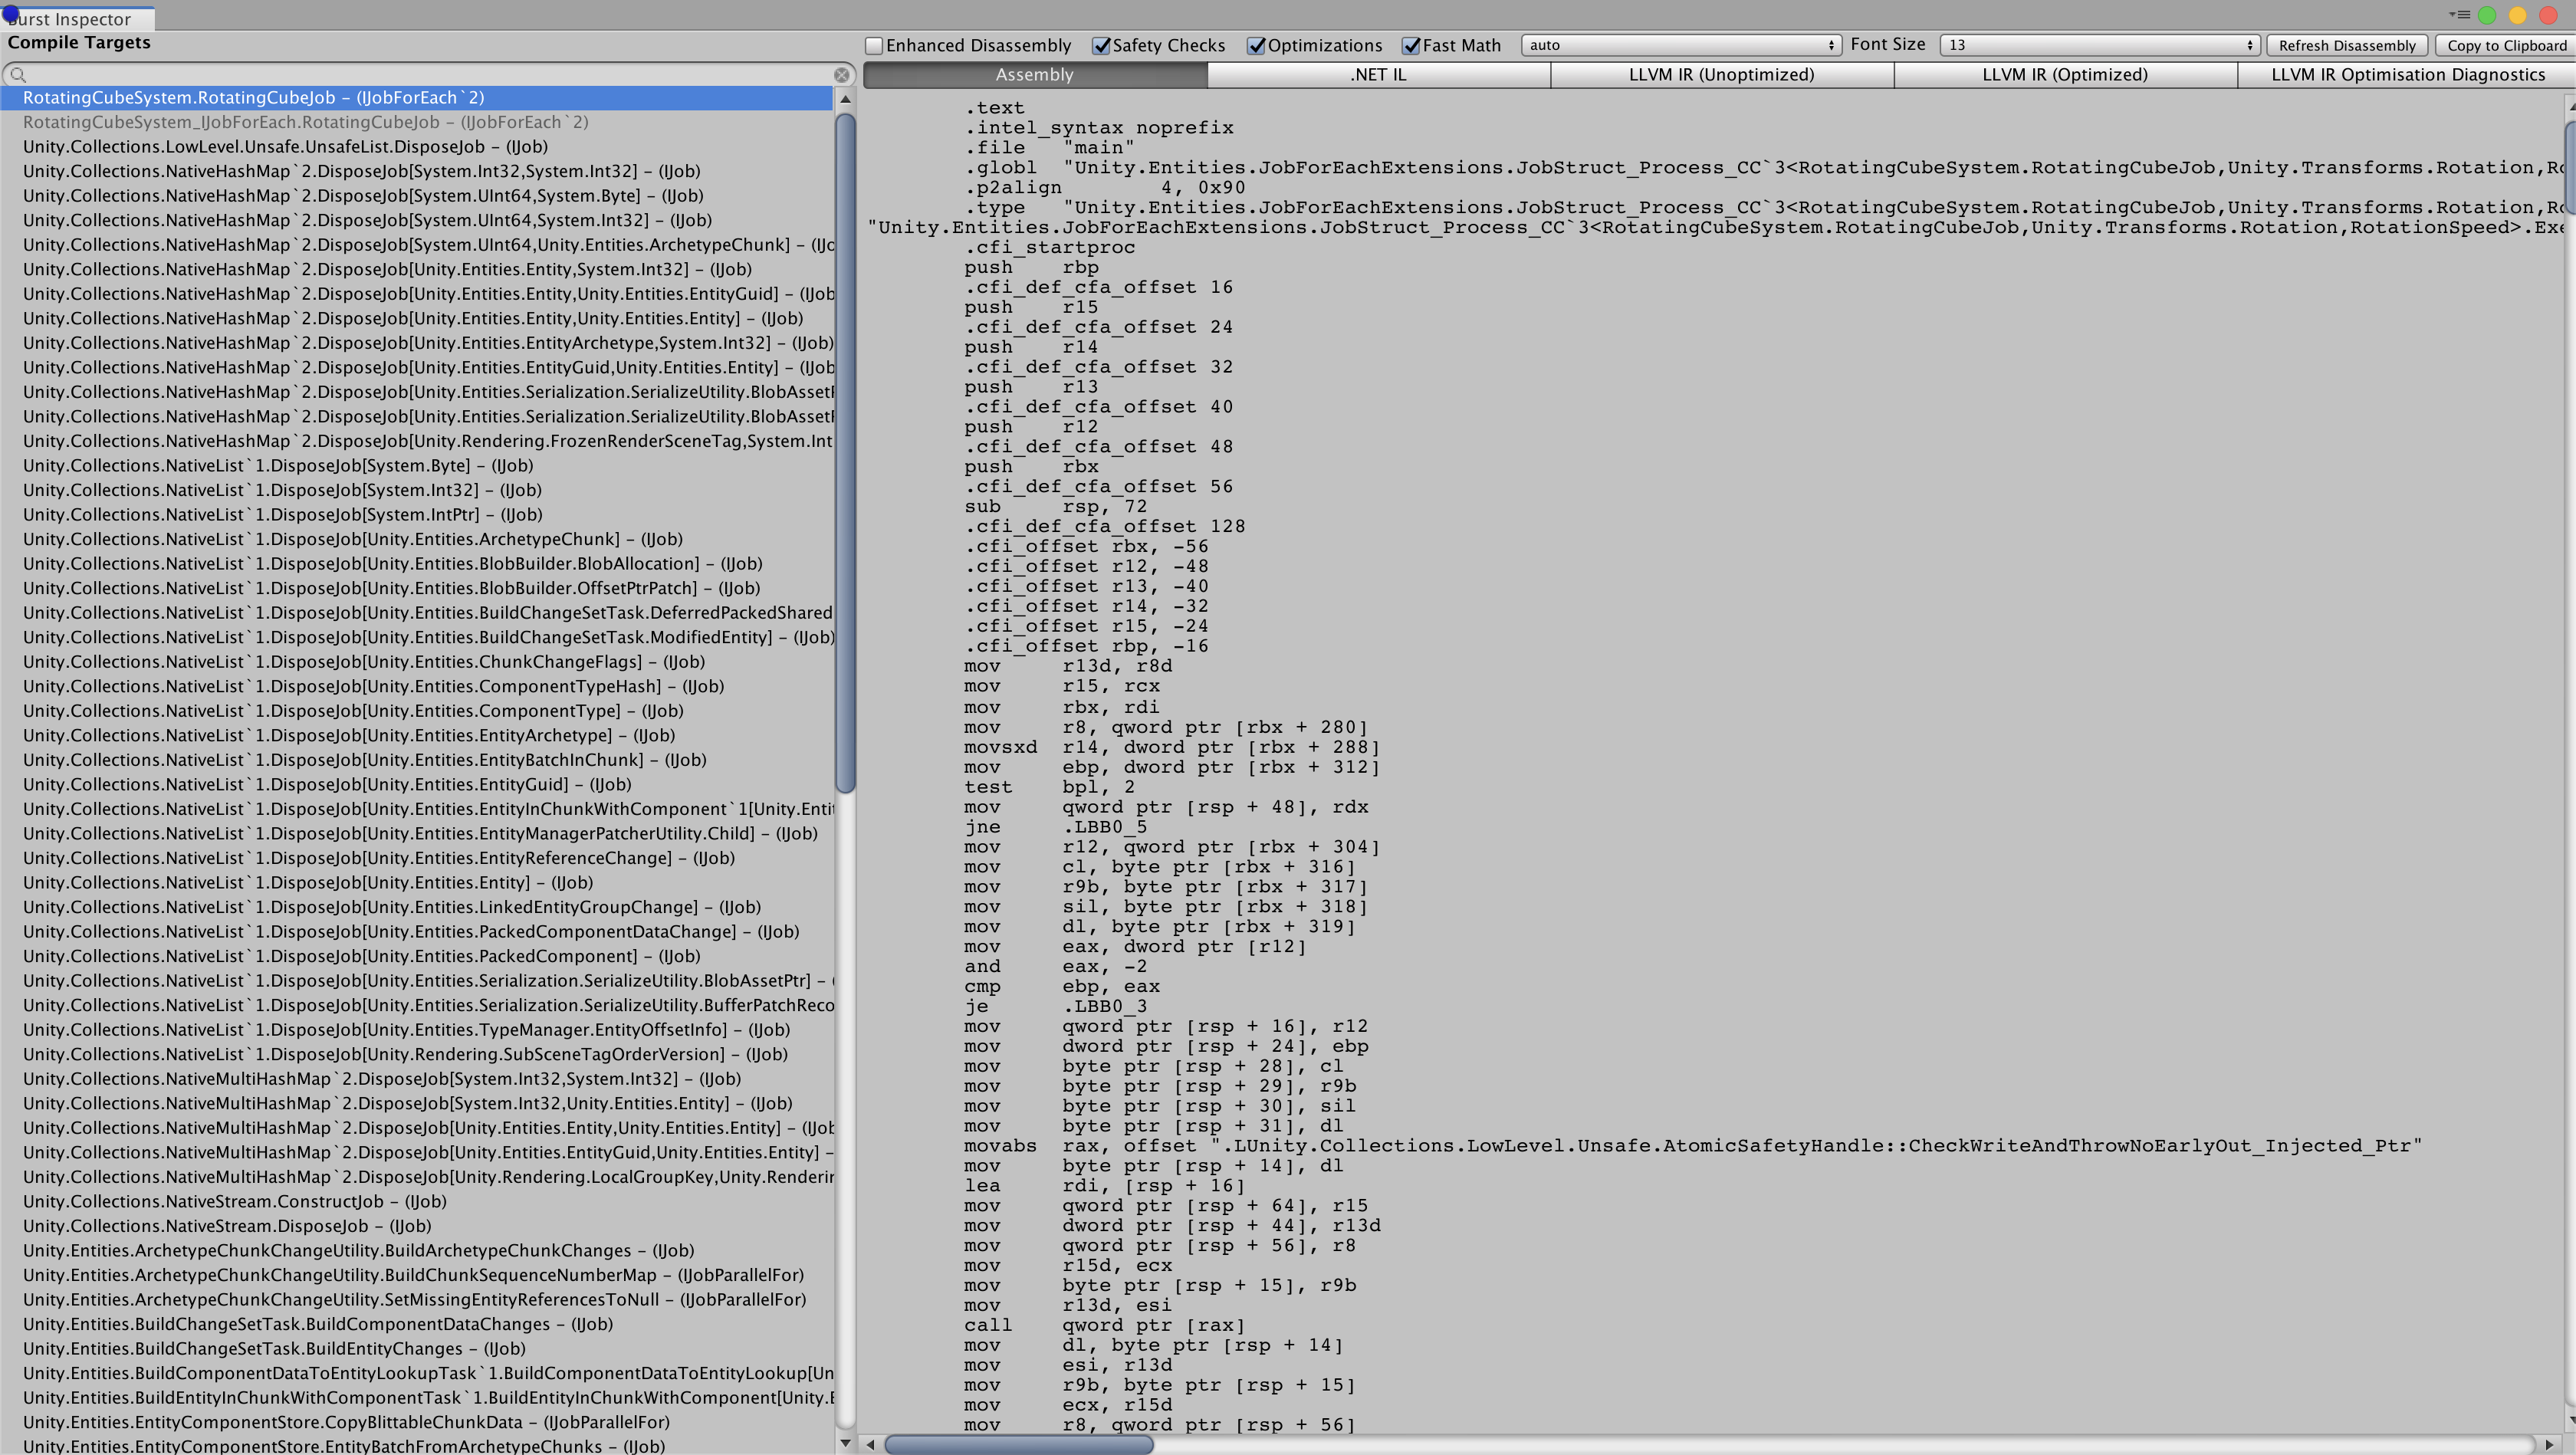 Burst Inspector
Compile Targets
Enhanced Disassembly
Safety Checks
Optimizations
Fast Math
auto
Font Size
13
Refresh Disassembly
Copy to Clipboard
Assembly
.NET IL
LLVM IR (Unoptimized)
LLVM IR (Optimized)
LLVM IR Optimisation Diagnostics
RotatingCubeSystem.RotatingCubeJob – (IJobForEach`2)
RotatingCubeSystem_IJobForEach.RotatingCubeJob – (IJobForEach`2)
Unity.Collections.LowLevel.Unsafe.UnsafeList.DisposeJob – (IJob)
Unity.Collections.NativeHashMap`2.DisposeJob[System.Int32,System.Int32] – (IJob)
Unity.Collections.NativeHashMap`2.DisposeJob[System.UInt64,System.Byte] – (IJob)
Unity.Collections.NativeHashMap`2.DisposeJob[System.UInt64,System.Int32] – (IJob)
Unity.Collections.NativeHashMap`2.DisposeJob[System.UInt64,Unity.Entities.ArchetypeChunk] – (IJo
Unity.Collections.NativeHashMap`2.DisposeJob[Unity.Entities.Entity,System.Int32] – (IJob)
Unity.Collections.NativeHashMap`2.DisposeJob[Unity.Entities.Entity,Unity.Entities.EntityGuid] – (IJob
Unity.Collections.NativeHashMap`2.DisposeJob[Unity.Entities.Entity,Unity.Entities.Entity] – (IJob)
Unity.Collections.NativeHashMap`2.DisposeJob[Unity.Entities.EntityArchetype,System.Int32] – (IJob)
Unity.Collections.NativeHashMap`2.DisposeJob[Unity.Entities.EntityGuid,Unity.Entities.Entity] – (IJob
Unity.Collections.NativeHashMap`2.DisposeJob[Unity.Entities.Serialization.SerializeUtility.BlobAsset
Unity.Collections.NativeHashMap`2.DisposeJob[Unity.Entities.Serialization.SerializeUtility.BlobAsset
Unity.Collections.NativeHashMap`2.DisposeJob[Unity.Rendering.FrozenRenderSceneTag,System.Int
Unity.Collections.NativeList`1.DisposeJob[System.Byte] – (IJob)
Unity.Collections.NativeList`1.DisposeJob[System.Int32] – (IJob)
Unity.Collections.NativeList`1.DisposeJob[System.IntPtr] – (IJob)
Unity.Collections.NativeList`1.DisposeJob[Unity.Entities.ArchetypeChunk] – (IJob)
Unity.Collections.NativeList`1.DisposeJob[Unity.Entities.BlobBuilder.BlobAllocation] – (IJob)
Unity.Collections.NativeList`1.DisposeJob[Unity.Entities.BlobBuilder.OffsetPtrPatch] – (IJob)
Unity.Collections.NativeList`1.DisposeJob[Unity.Entities.BuildChangeSetTask.DeferredPackedShared
Unity.Collections.NativeList`1.DisposeJob[Unity.Entities.BuildChangeSetTask.ModifiedEntity] – (IJob)
Unity.Collections.NativeList`1.DisposeJob[Unity.Entities.ChunkChangeFlags] – (IJob)
Unity.Collections.NativeList`1.DisposeJob[Unity.Entities.ComponentTypeHash] – (IJob)
Unity.Collections.NativeList`1.DisposeJob[Unity.Entities.ComponentType] – (IJob)
Unity.Collections.NativeList`1.DisposeJob[Unity.Entities.EntityArchetype] – (IJob)
Unity.Collections.NativeList`1.DisposeJob[Unity.Entities.EntityBatchInChunk] – (IJob)
Unity.Collections.NativeList`1.DisposeJob[Unity.Entities.EntityGuid] – (IJob)
Unity.Collections.NativeList`1.DisposeJob[Unity.Entities.EntityInChunkWithComponent`1[Unity.Entit
Unity.Collections.NativeList`1.DisposeJob[Unity.Entities.EntityManagerPatcherUtility.Child] – (IJob)
Unity.Collections.NativeList`1.DisposeJob[Unity.Entities.EntityReferenceChange] – (IJob)
Unity.Collections.NativeList`1.DisposeJob[Unity.Entities.Entity] – (IJob)
Unity.Collections.NativeList`1.DisposeJob[Unity.Entities.LinkedEntityGroupChange] – (IJob)
Unity.Collections.NativeList`1.DisposeJob[Unity.Entities.PackedComponentDataChange] – (IJob)
Unity.Collections.NativeList`1.DisposeJob[Unity.Entities.PackedComponent] – (IJob)
Unity.Collections.NativeList`1.DisposeJob[Unity.Entities.Serialization.SerializeUtility.BlobAssetPtr] – (
Unity.Collections.NativeList`1.DisposeJob[Unity.Entities.Serialization.SerializeUtility.BufferPatchReco
Unity.Collections.NativeList`1.DisposeJob[Unity.Entities.TypeManager.EntityOffsetInfo] – (IJob)
Unity.Collections.NativeList`1.DisposeJob[Unity.Rendering.SubSceneTagOrderVersion] – (IJob)
Unity.Collections.NativeMultiHashMap`2.DisposeJob[System.Int32,System.Int32] – (IJob)
Unity.Collections.NativeMultiHashMap`2.DisposeJob[System.Int32,Unity.Entities.Entity] – (IJob)
Unity.Collections.NativeMultiHashMap`2.DisposeJob[Unity.Entities.Entity,Unity.Entities.Entity] – (IJob
Unity.Collections.NativeMultiHashMap`2.DisposeJob[Unity.Entities.EntityGuid,Unity.Entities.Entity] –
Unity.Collections.NativeMultiHashMap`2.DisposeJob[Unity.Rendering.LocalGroupKey,Unity.Renderin
Unity.Collections.NativeStream.ConstructJob – (IJob)
Unity.Collections.NativeStream.DisposeJob – (IJob)
Unity.Entities.ArchetypeChunkChangeUtility.BuildArchetypeChunkChanges – (IJob)
Unity.Entities.ArchetypeChunkChangeUtility.BuildChunkSequenceNumberMap – (IJobParallelFor)
Unity.Entities.ArchetypeChunkChangeUtility.SetMissingEntityReferencesToNull – (IJobParallelFor)
Unity.Entities.BuildChangeSetTask.BuildComponentDataChanges – (IJob)
Unity.Entities.BuildChangeSetTask.BuildEntityChanges – (IJob)
Unity.Entities.BuildComponentDataToEntityLookupTask`1.BuildComponentDataToEntityLookup[Un
Unity.Entities.BuildEntityInChunkWithComponentTask`1.BuildEntityInChunkWithComponent[Unity.E
Unity.Entities.EntityComponentStore.CopyBlittableChunkData – (IJobParallelFor)
Unity.Entities.EntityComponentStore.EntityBatchFromArchetypeChunks – (IJob)
.text
.intel_syntax noprefix
.file "main"
.globl "Unity.Entities.JobForEachExtensions.JobStruct_Process_CC`3<RotatingCubeSystem.RotatingCubeJob,Unity.Transforms.Rotation,Ro
.p2align 4, 0x90
.type "Unity.Entities.JobForEachExtensions.JobStruct_Process_CC`3<RotatingCubeSystem.RotatingCubeJob,Unity.Transforms.Rotation,Ro
"Unity.Entities.JobForEachExtensions.JobStruct_Process_CC`3<RotatingCubeSystem.RotatingCubeJob,Unity.Transforms.Rotation,RotationSpeed>.Exe
.cfi_startproc
push rbp
.cfi_def_cfa_offset 16
push r15
.cfi_def_cfa_offset 24
push r14
.cfi_def_cfa_offset 32
push r13
.cfi_def_cfa_offset 40
push r12
.cfi_def_cfa_offset 48
push rbx
.cfi_def_cfa_offset 56
sub rsp, 72
.cfi_def_cfa_offset 128
.cfi_offset rbx, -56
.cfi_offset r12, -48
.cfi_offset r13, -40
.cfi_offset r14, -32
.cfi_offset r15, -24
.cfi_offset rbp, -16
mov r13d, r8d
mov r15, rcx
mov rbx, rdi
mov r8, qword ptr [rbx + 280]
movsxd r14, dword ptr [rbx + 288]
mov ebp, dword ptr [rbx + 312]
test bpl, 2
mov qword ptr [rsp + 48], rdx
jne .LBB0_5
mov r12, qword ptr [rbx + 304]
mov cl, byte ptr [rbx + 316]
mov r9b, byte ptr [rbx + 317]
mov sil, byte ptr [rbx + 318]
mov dl, byte ptr [rbx + 319]
mov eax, dword ptr [r12]
and eax, -2
cmp ebp, eax
je .LBB0_3
mov qword ptr [rsp + 16], r12
mov dword ptr [rsp + 24], ebp
mov byte ptr [rsp + 28], cl
mov byte ptr [rsp + 29], r9b
mov byte ptr [rsp + 30], sil
mov byte ptr [rsp + 31], dl
movabs rax, offset ".LUnity.Collections.LowLevel.Unsafe.AtomicSafetyHandle::CheckWriteAndThrowNoEarlyOut_Injected_Ptr"
mov byte ptr [rsp + 14], dl
lea rdi, [rsp + 16]
mov qword ptr [rsp + 64], r15
mov dword ptr [rsp + 44], r13d
mov qword ptr [rsp + 56], r8
mov r15d, ecx
mov byte ptr [rsp + 15], r9b
mov r13d, esi
call qword ptr [rax]
mov dl, byte ptr [rsp + 14]
mov esi, r13d
mov r9b, byte ptr [rsp + 15]
mov ecx, r15d
mov r8, qword ptr [rsp + 56]